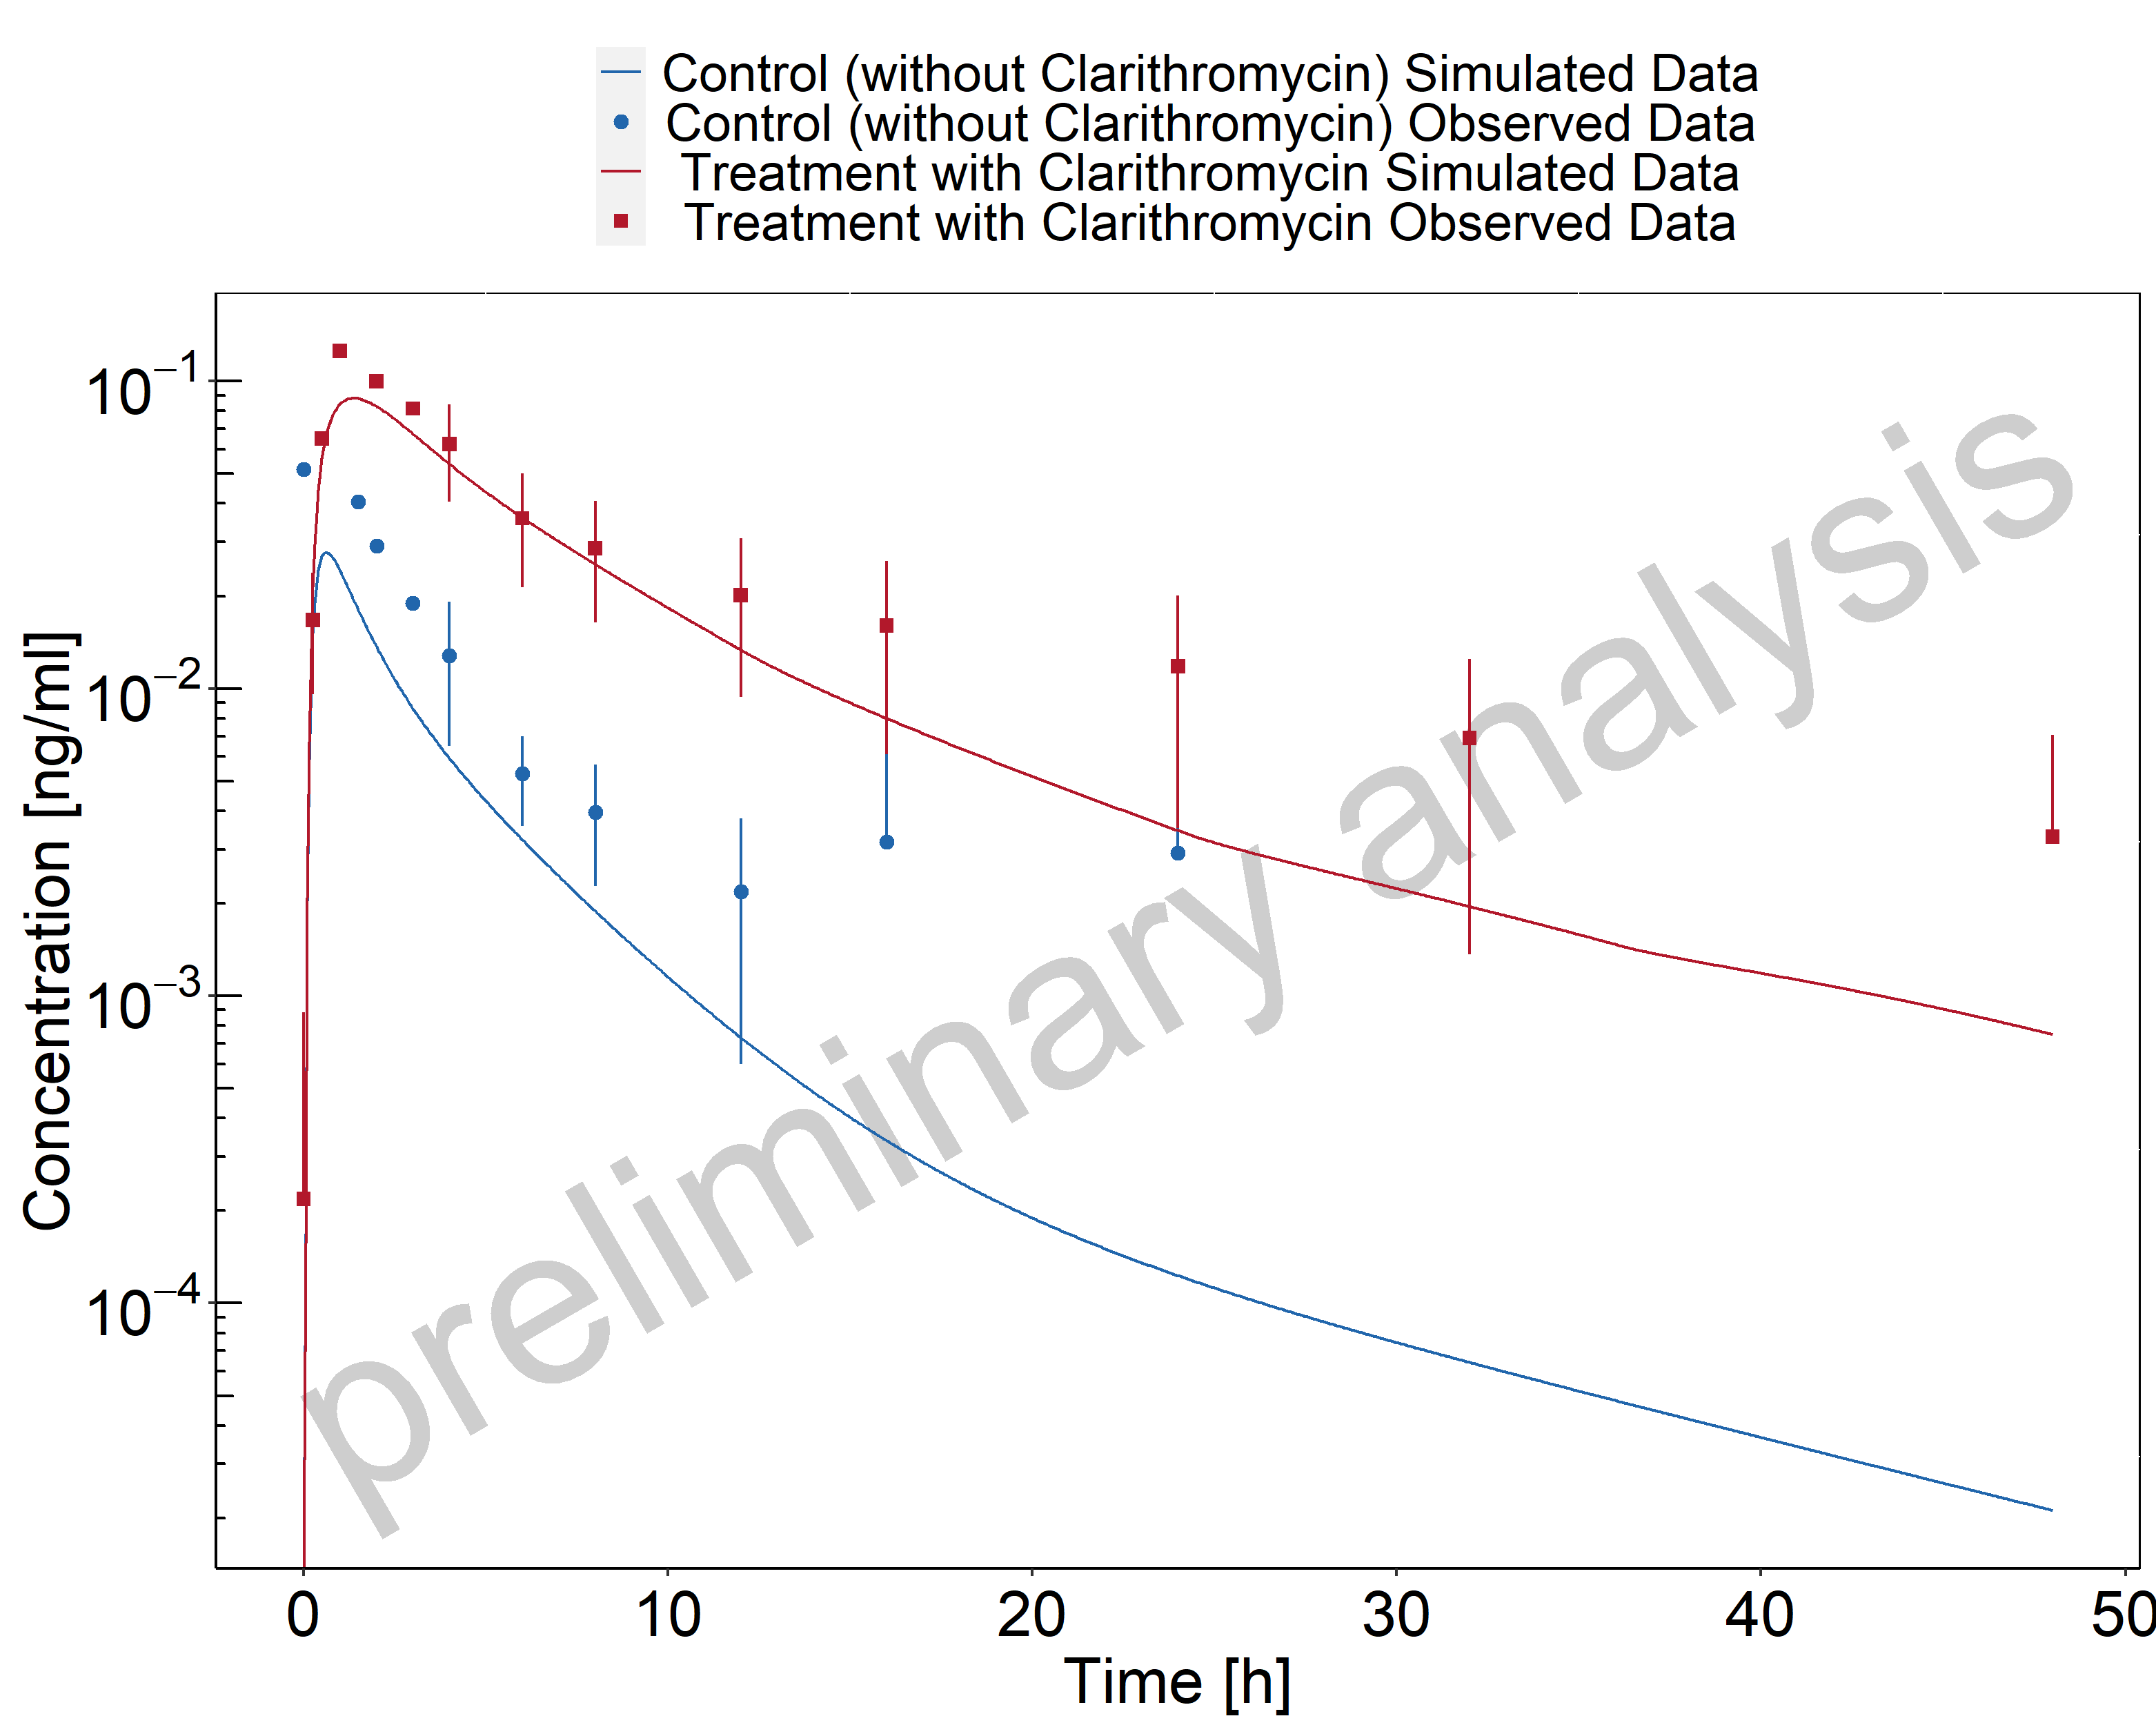 Control (without Clarithromycin) Simulated Data
Control (without Clarithromycin) Observed Data
Treatment with Clarithromycin Simulated Data
Treatment with Clarithromycin Observed Data
10−1
10−2
10−3
10−4
Concentration [ng/ml]
preliminary analysis
0 10 20 30 40 50
Time [h]